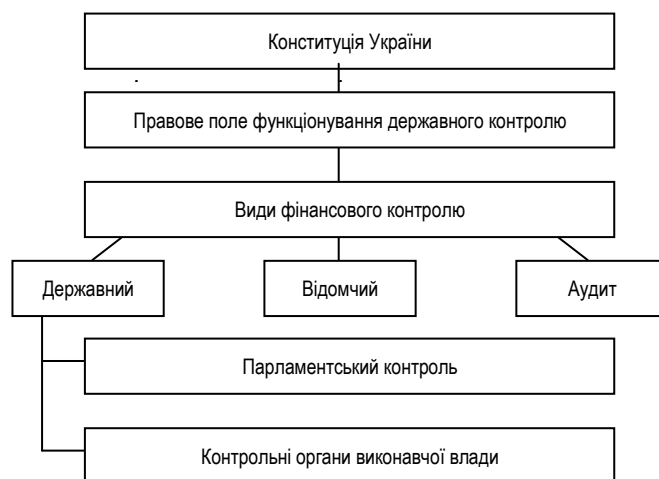 Конституція України
Правове поле функціонування державного контролю
Види фінансового контролю
Державний
Відомчий
Аудит
Парламентський контроль
Контрольні органи виконавчої влади